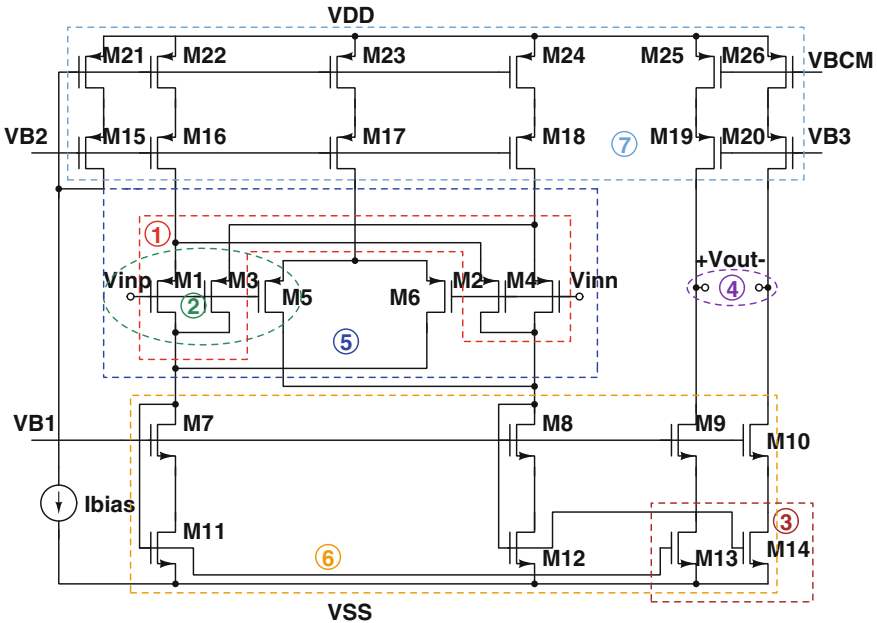 VDD
M21 M22 M23 M24 M25 M26 VBCM
VB2 M15 M16 M17 M18 M19 M20 VB3
⑦
① +Vout-
Vinp M1 M3 M5 M6 M2 M4 Vinn
② ④
⑤
VB1 M7 M8 M9 M10
Ibias M11 M12 M13 M14
③
⑥
VSS